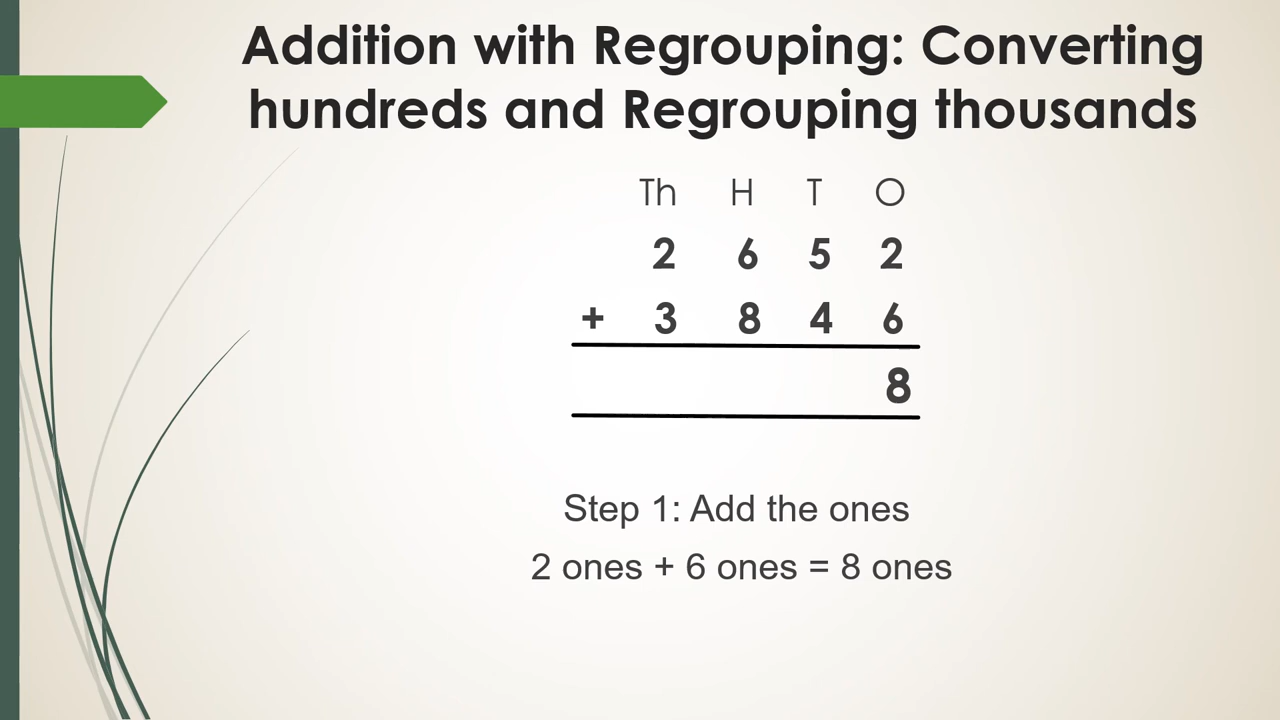 Addition with Regrouping: Converting
hundreds and Regrouping thousands
Th H T O
2 6 5 2
+ 3 8 4 6
8
Step 1: Add the ones
2 ones + 6 ones = 8 ones